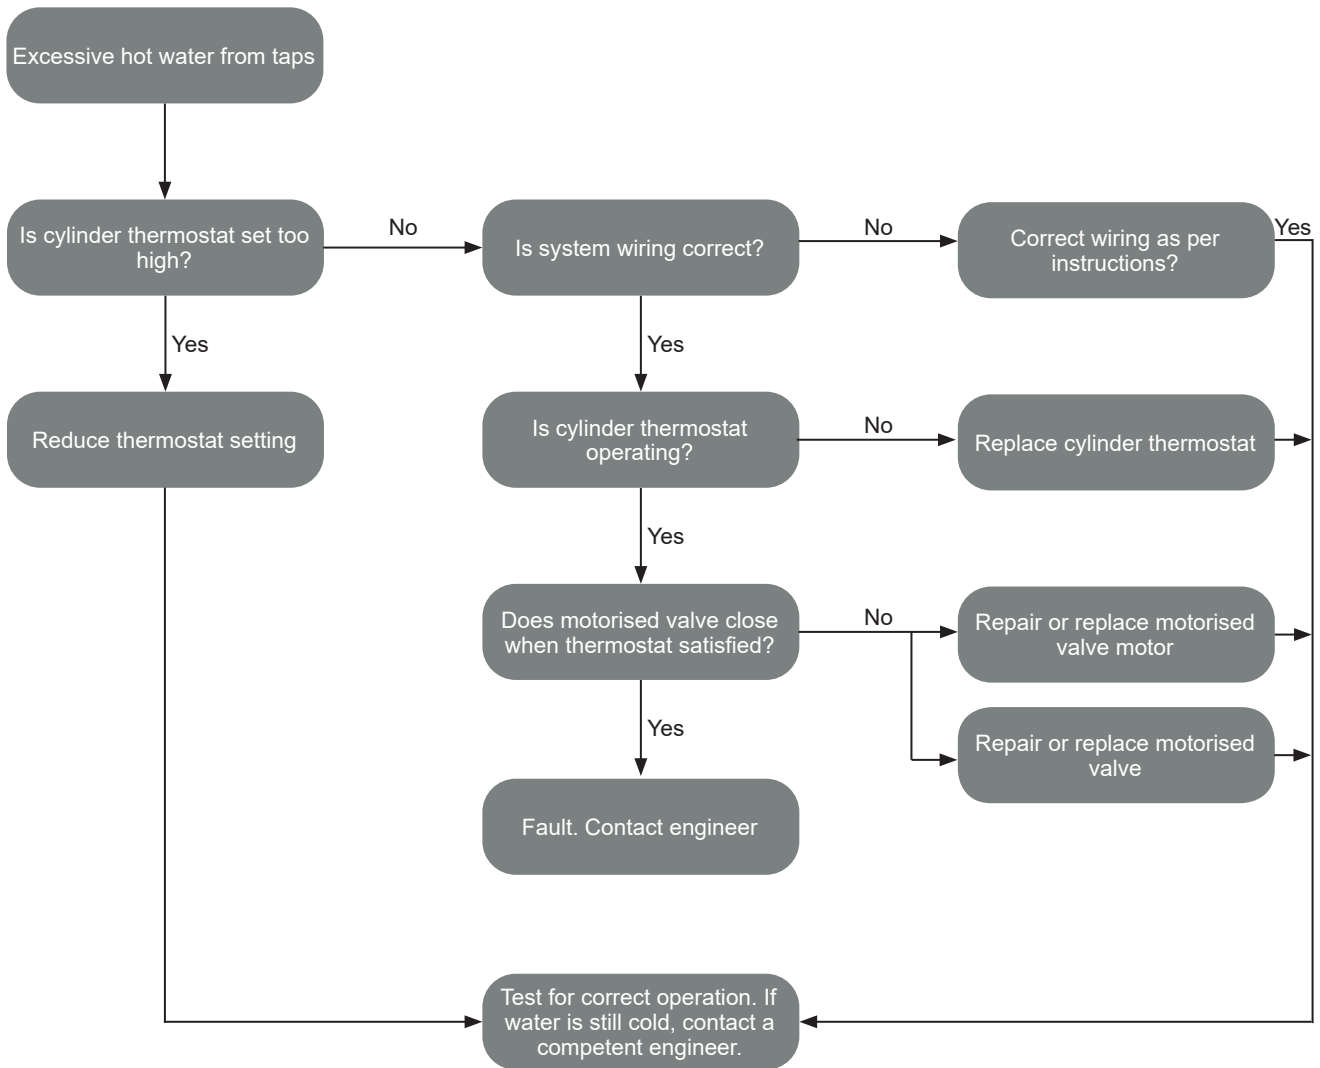 Excessive hot water from taps
Is cylinder thermostat set too
high?
No
Is system wiring correct?
No
Correct wiring as per
instructions?
Yes
Yes
Yes
Reduce thermostat setting
Is cylinder thermostat
operating?
No
Replace cylinder thermostat
Yes
Does motorised valve close
when thermostat satisfied?
No
Repair or replace motorised
valve motor
Yes
Repair or replace motorised
valve
Fault. Contact engineer
Test for correct operation. If
water is still cold, contact a
competent engineer.